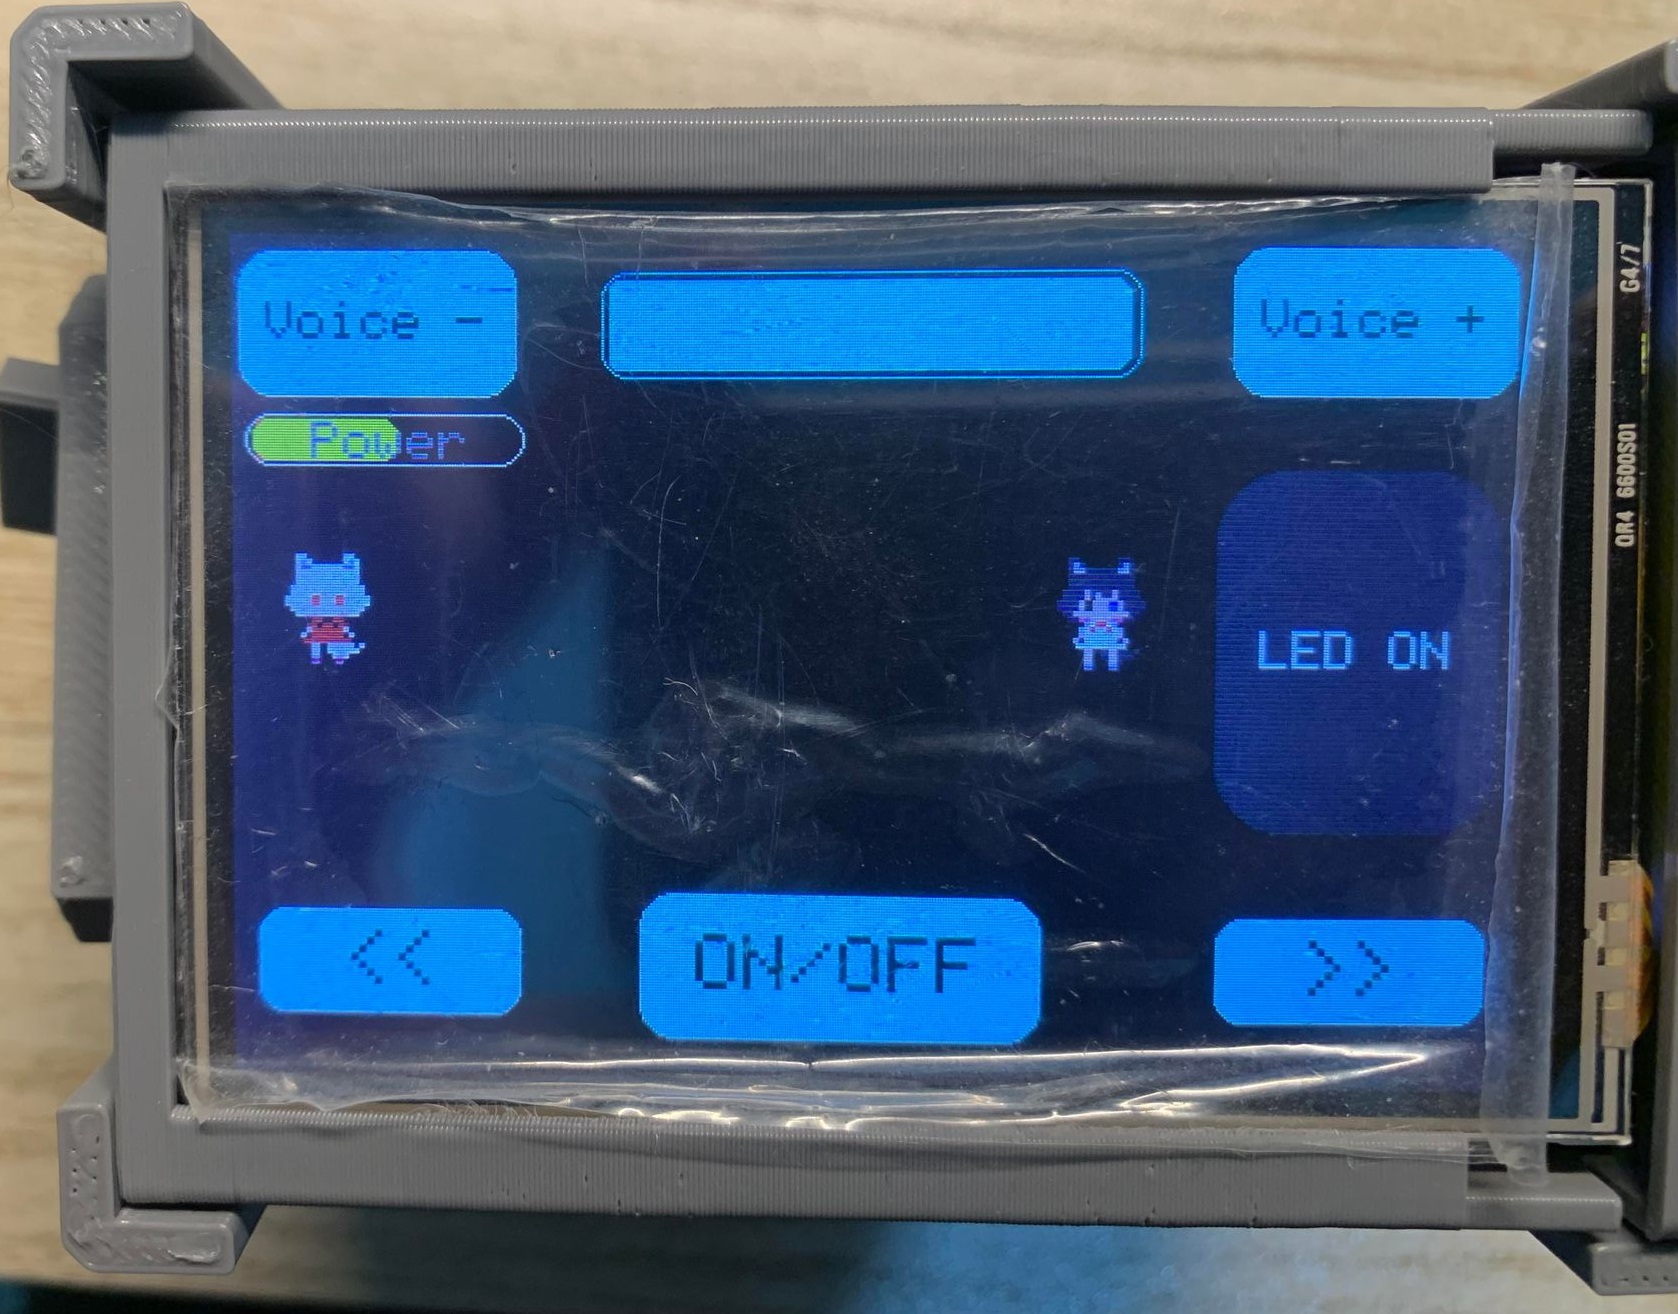 Voice -
Voice +
Power
LED ON
<<
ON/OFF
>>
G4/7
QR4 6600S01